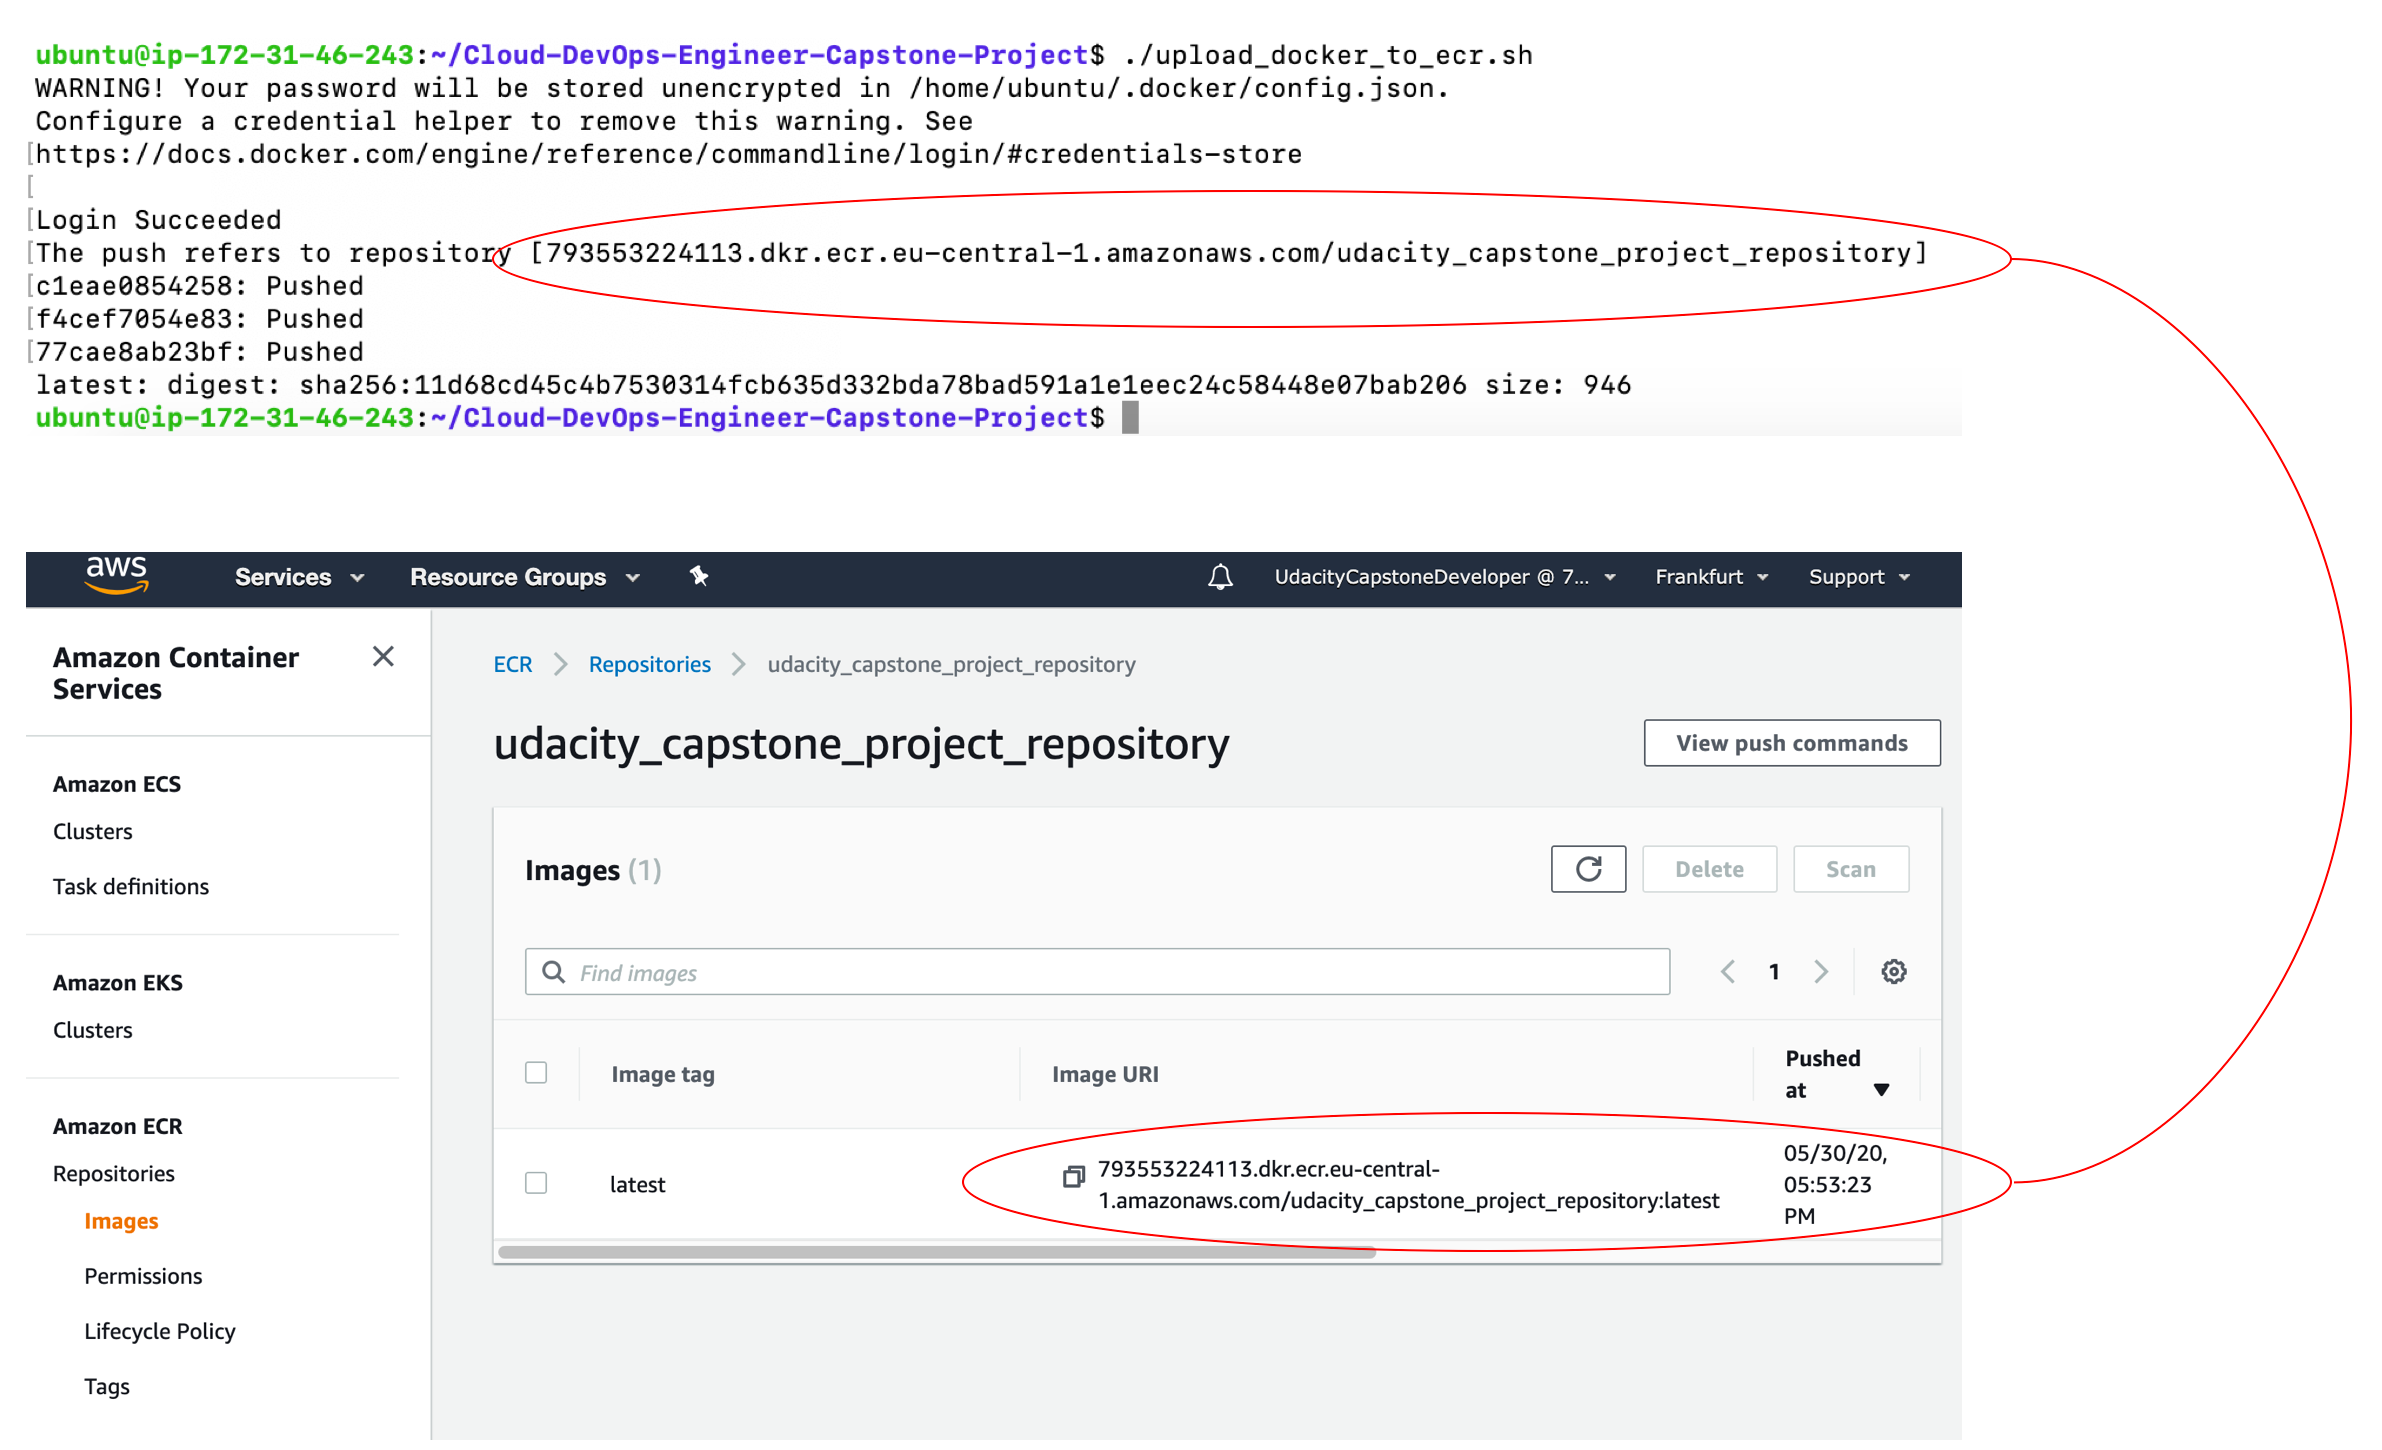 ubuntu@ip-172-31-46-243:~/Cloud-DevOps-Engineer-Capstone-Project$ ./upload_docker_to_ecr.sh
WARNING! Your password will be stored unencrypted in /home/ubuntu/.docker/config.json.
Configure a credential helper to remove this warning. See
[https://docs.docker.com/engine/reference/commandline/login/#credentials-store
[
[Login Succeeded
[The push refers to repository [793553224113.dkr.ecr.eu-central-1.amazonaws.com/udacity_capstone_project_repository]
[c1eae0854258: Pushed
[f4cef7054e83: Pushed
[77cae8ab23bf: Pushed
latest: digest: sha256:11d68cd45c4b7530314fcb635d332bda78bad591a1e1eec24c58448e07bab206 size: 946
ubuntu@ip-172-31-46-243:~/Cloud-DevOps-Engineer-Capstone-Project$
aws Services Resource Groups UdacityCapstoneDeveloper @ 7... Frankfurt Support
Amazon Container
Services
Amazon ECS
Clusters
Task definitions
Amazon EKS
Clusters
Amazon ECR
Repositories
Images
Permissions
Lifecycle Policy
Tags
ECR Repositories udacity_capstone_project_repository
udacity_capstone_project_repository View push commands
Images (1) Delete Scan
Find images 1
Image tag Image URI Pushed
at
latest 793553224113.dkr.ecr.eu-central-
1.amazonaws.com/udacity_capstone_project_repository:latest
05/30/20,
05:53:23
PM